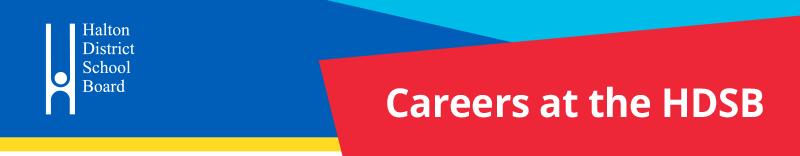 Halton
District
School
Board
Careers at the HDSB